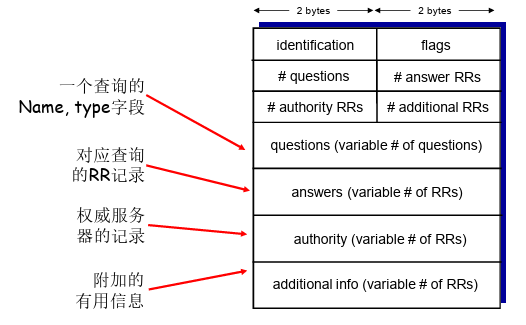 2 bytes 2 bytes
identification flags
# questions # answer RRs
# authority RRs # additional RRs
一个查询的
Name, type字段
questions (variable # of questions)
对应查询
的RR记录
answers (variable # of RRs)
权威服务
器的记录
authority (variable # of RRs)
附加的
有用信息
additional info (variable # of RRs)